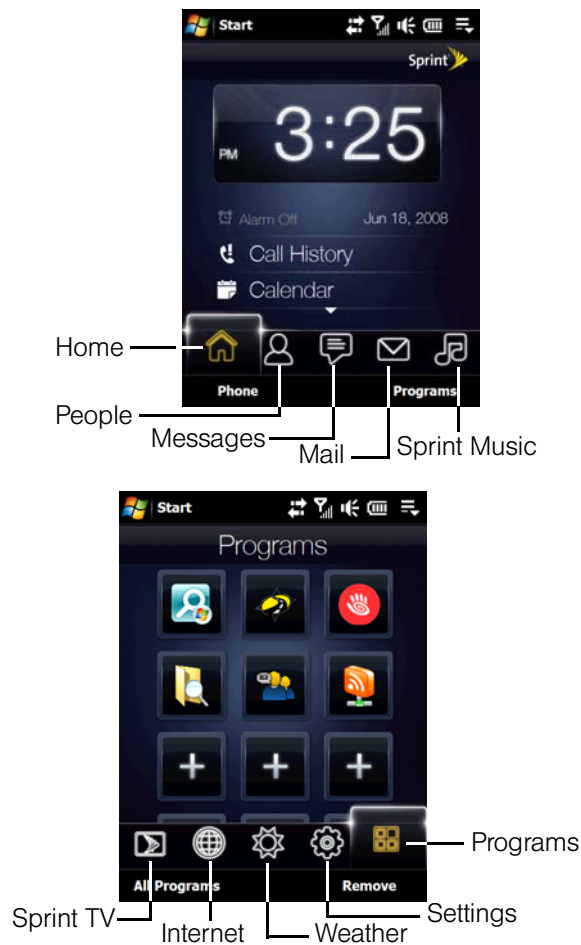 Start
Sprint
PM 3:25
Alarm Off Jun 18, 2008
Call History
Calendar
Home
Phone Programs
People
Messages
Mail
Sprint Music
Start
Programs
Programs
All Programs Remove
Sprint TV
Internet
Weather
Settings